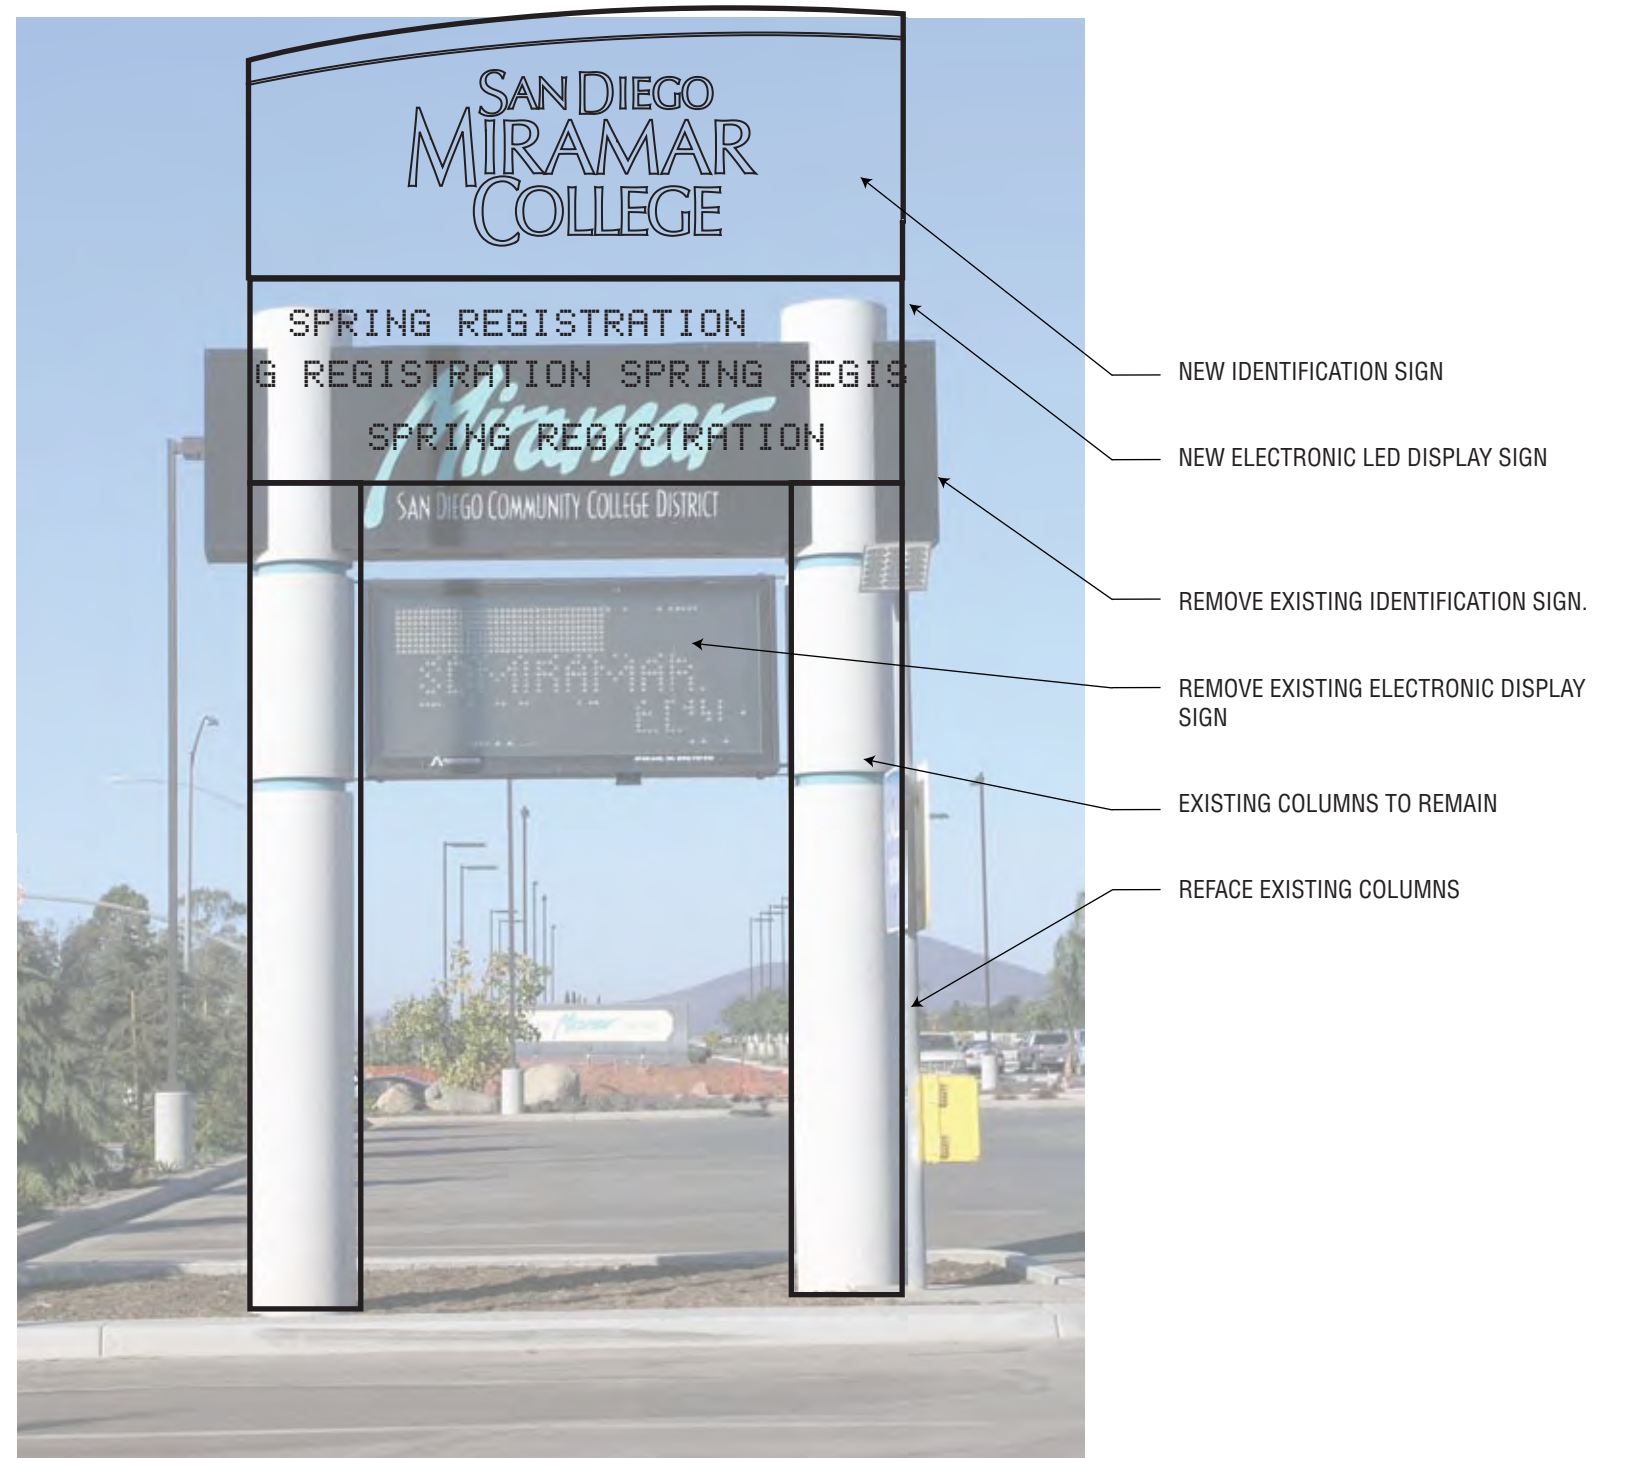 SAN DIEGO
MIRAMAR
COLLEGE
SPRING REGISTRATION
G REGISTRATION SPRING REGIS
SPRING REGISTRATION
Miramar
SAN DIEGO COMMUNITY COLLEGE DISTRICT
SDMIRAMAR.
Miramar
NEW IDENTIFICATION SIGN
NEW ELECTRONIC LED DISPLAY SIGN
REMOVE EXISTING IDENTIFICATION SIGN.
REMOVE EXISTING ELECTRONIC DISPLAY
SIGN
EXISTING COLUMNS TO REMAIN
REFACE EXISTING COLUMNS